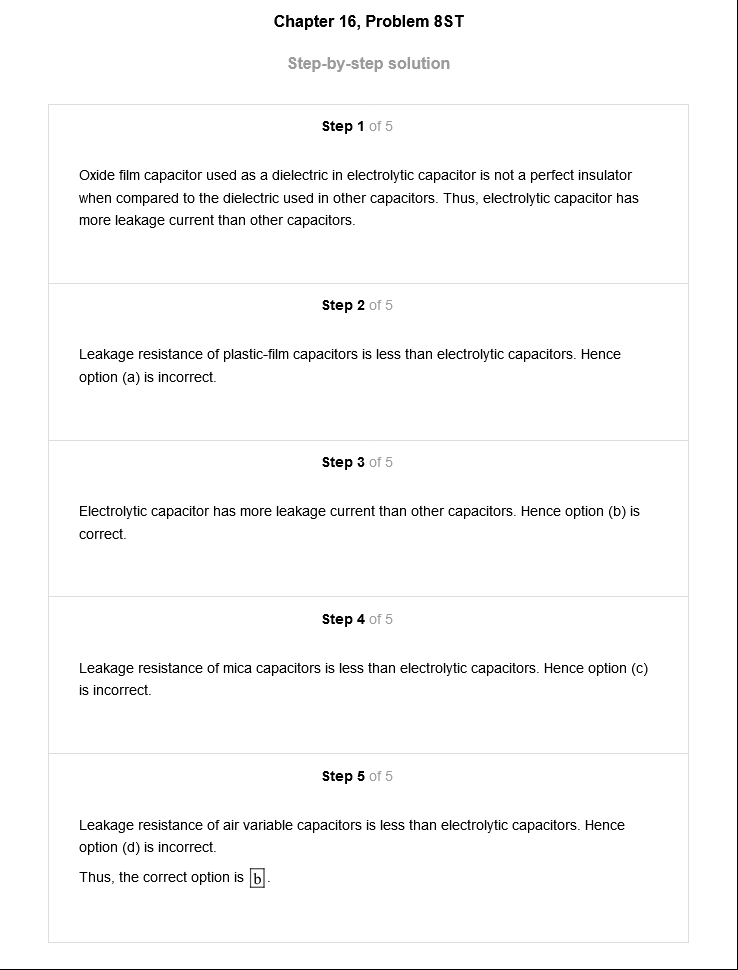 Chapter 16, Problem 8ST
Step-by-step solution
Step 1 of 5
Oxide film capacitor used as a dielectric in electrolytic capacitor is not a perfect insulator
when compared to the dielectric used in other capacitors. Thus, electrolytic capacitor has
more leakage current than other capacitors.
Step 2 of 5
Leakage resistance of plastic-film capacitors is less than electrolytic capacitors. Hence
option (a) is incorrect.
Step 3 of 5
Electrolytic capacitor has more leakage current than other capacitors. Hence option (b) is
correct.
Step 4 of 5
Leakage resistance of mica capacitors is less than electrolytic capacitors. Hence option (c)
is incorrect.
Step 5 of 5
Leakage resistance of air variable capacitors is less than electrolytic capacitors. Hence
option (d) is incorrect.
Thus, the correct option is b.